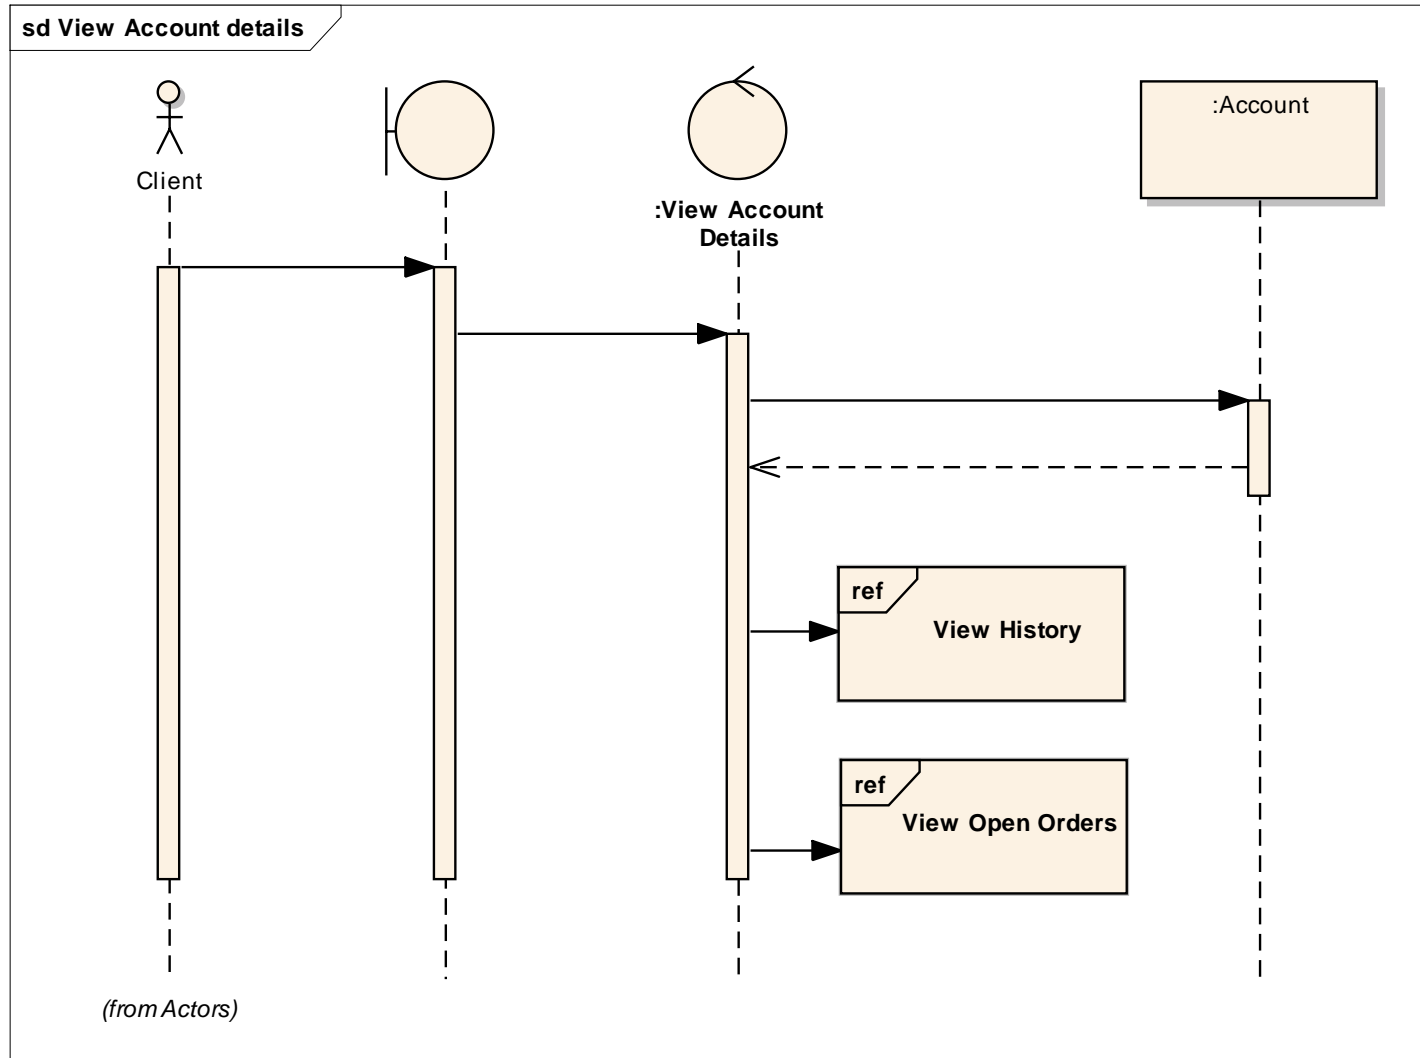 sd View Account details
Client
:View Account
Details
:Account
ref
View History
ref
View Open Orders
(from Actors)